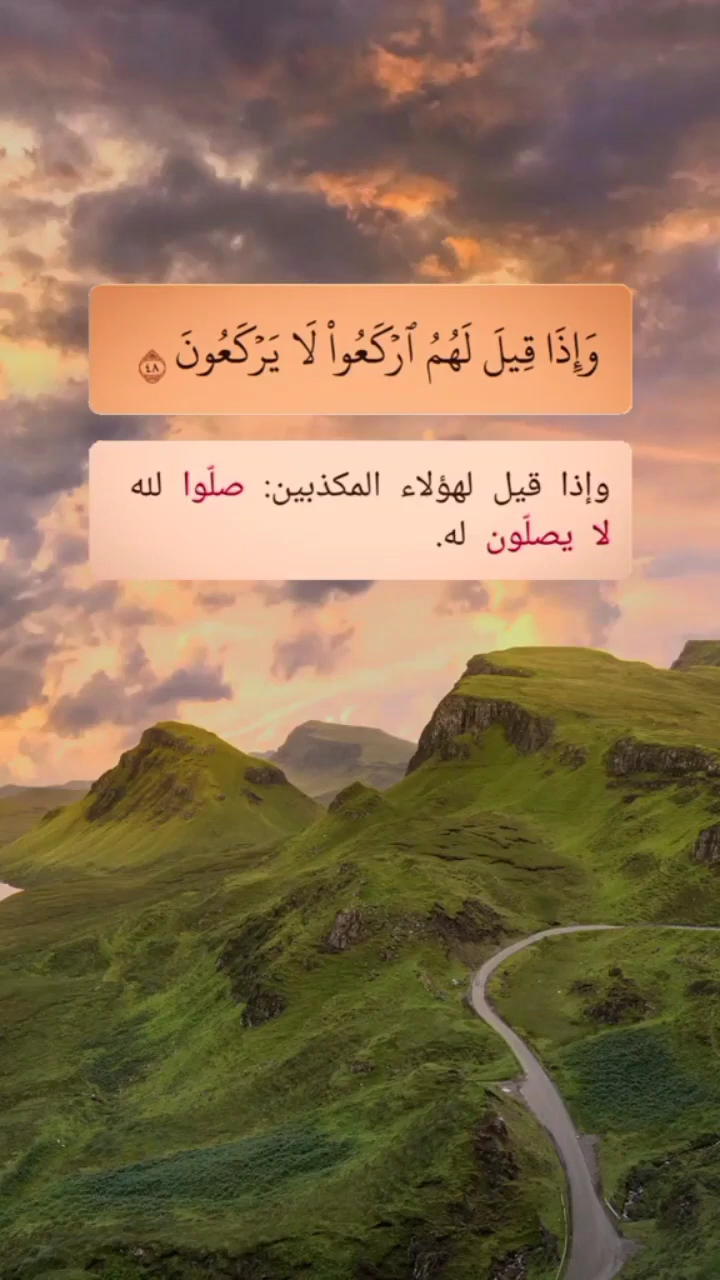 وَإِذَا قِيلَ لَهُمُ ٱرْكَعُوا۟ لَا يَرْكَعُونَ ٤٨
وإذا قيل لهؤلاء المكذبين: صلّوا لله
لا يصلّون له.